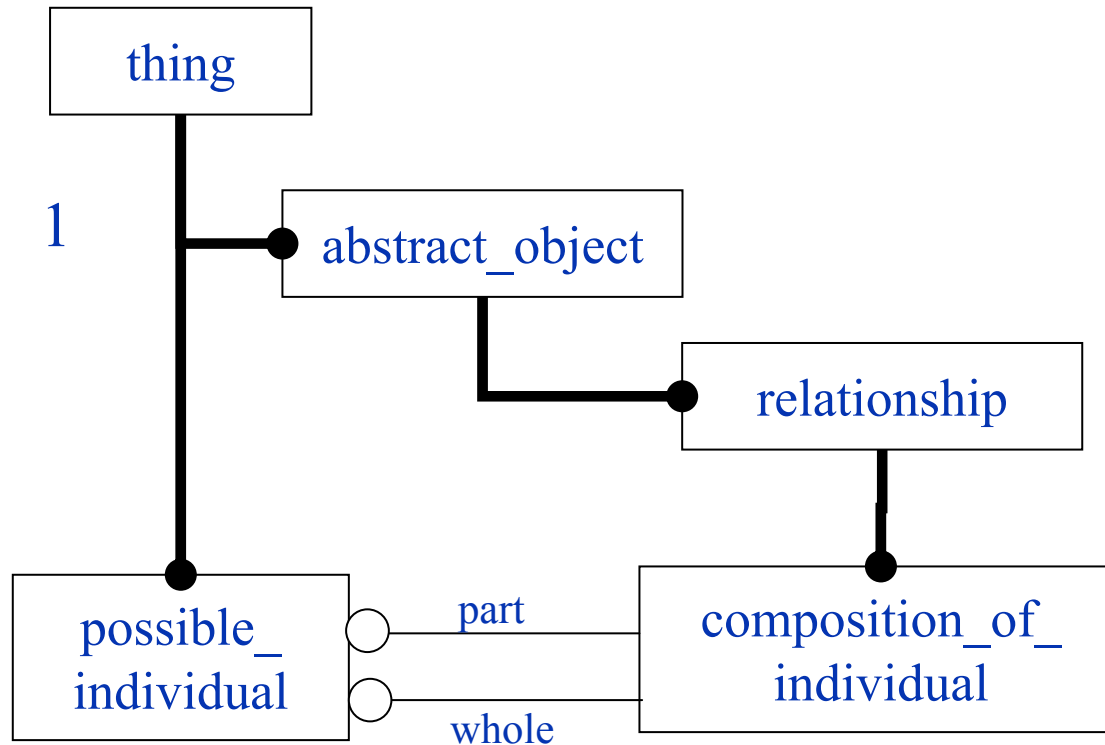 thing
1
abstract_object
relationship
possible_
individual
part
whole
composition_of_
individual